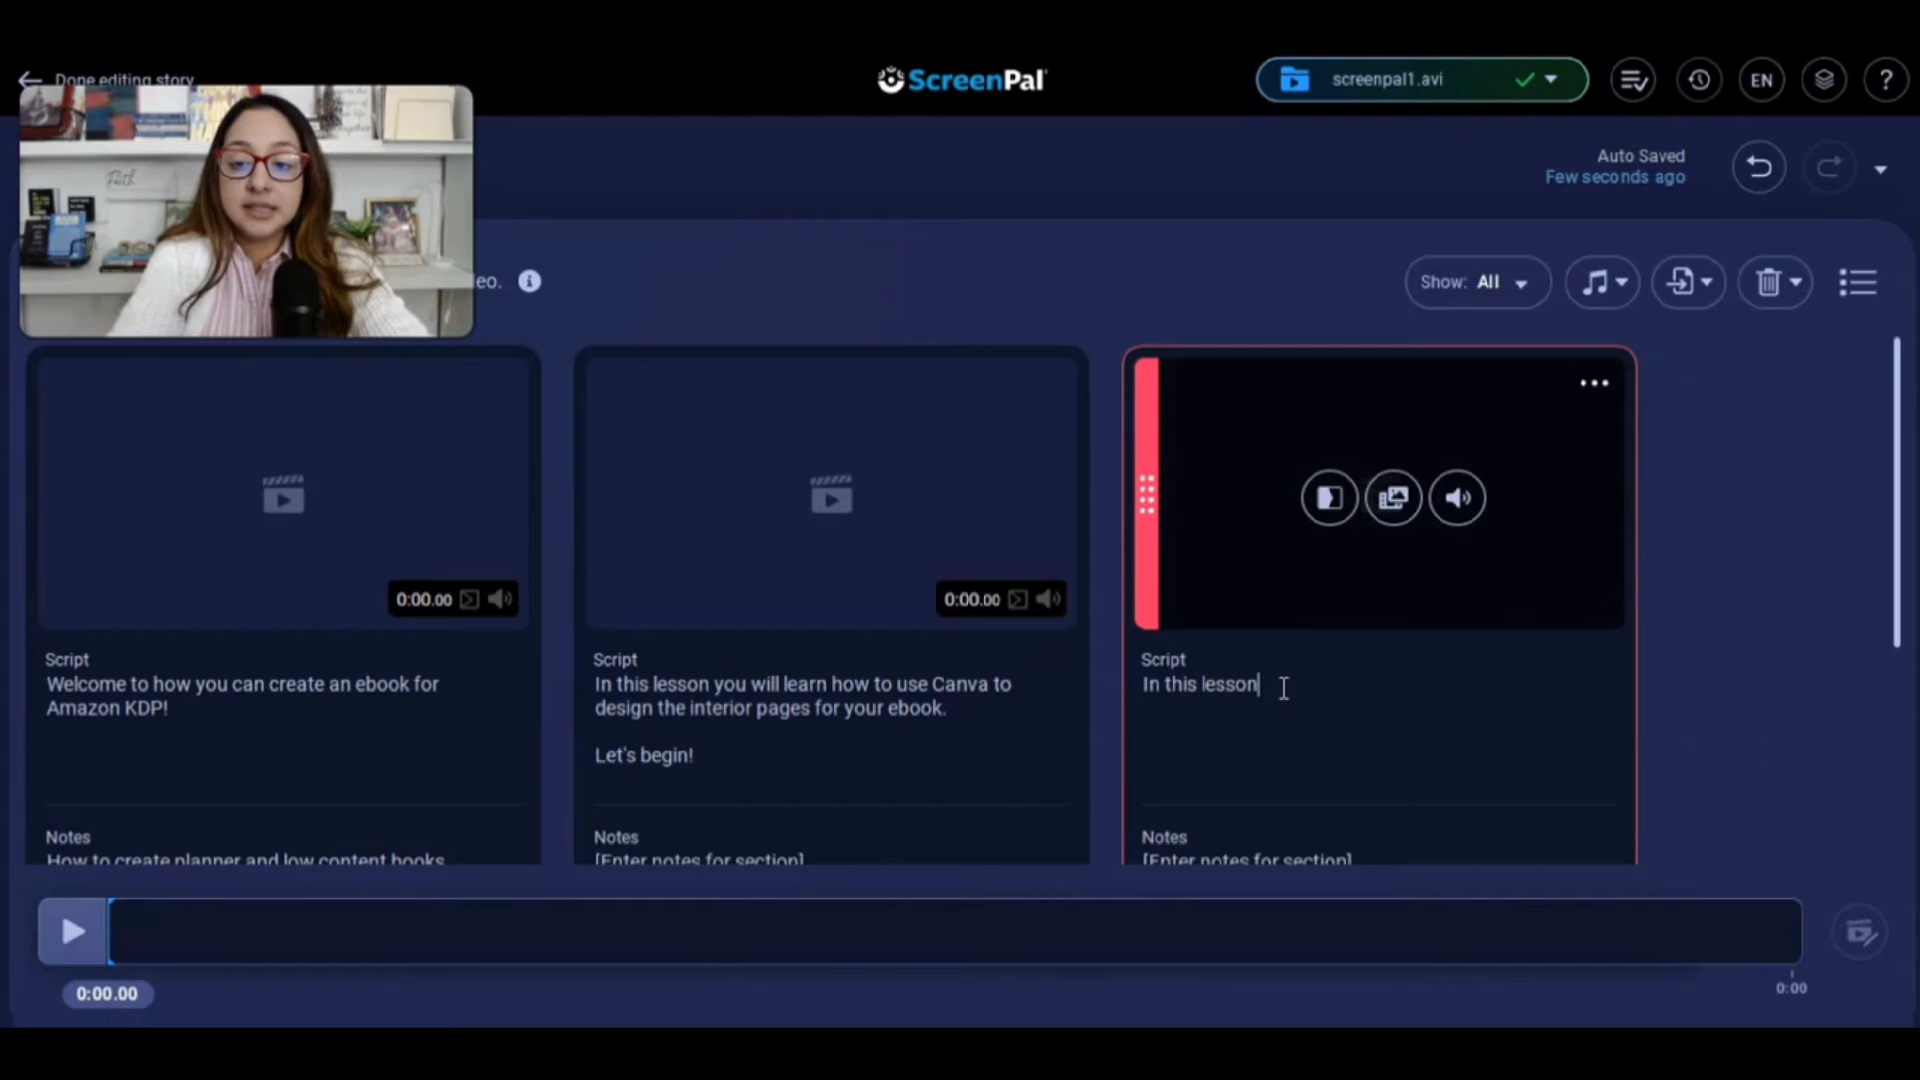 Done editing story
ScreenPal
screenpal1.avi
EN
?
Auto Saved
Few seconds ago
Faith
eo.
Show: All
Script
Welcome to how you can create an ebook for
Amazon KDP!
Notes
How to create planner and low content books
0:00.00
Script
In this lesson you will learn how to use Canva to
design the interior pages for your ebook.
Let's begin!
Notes
[Enter notes for section]
0:00.00
Script
In this lesson
Notes
[Enter notes for section]
0:00.00
0:00